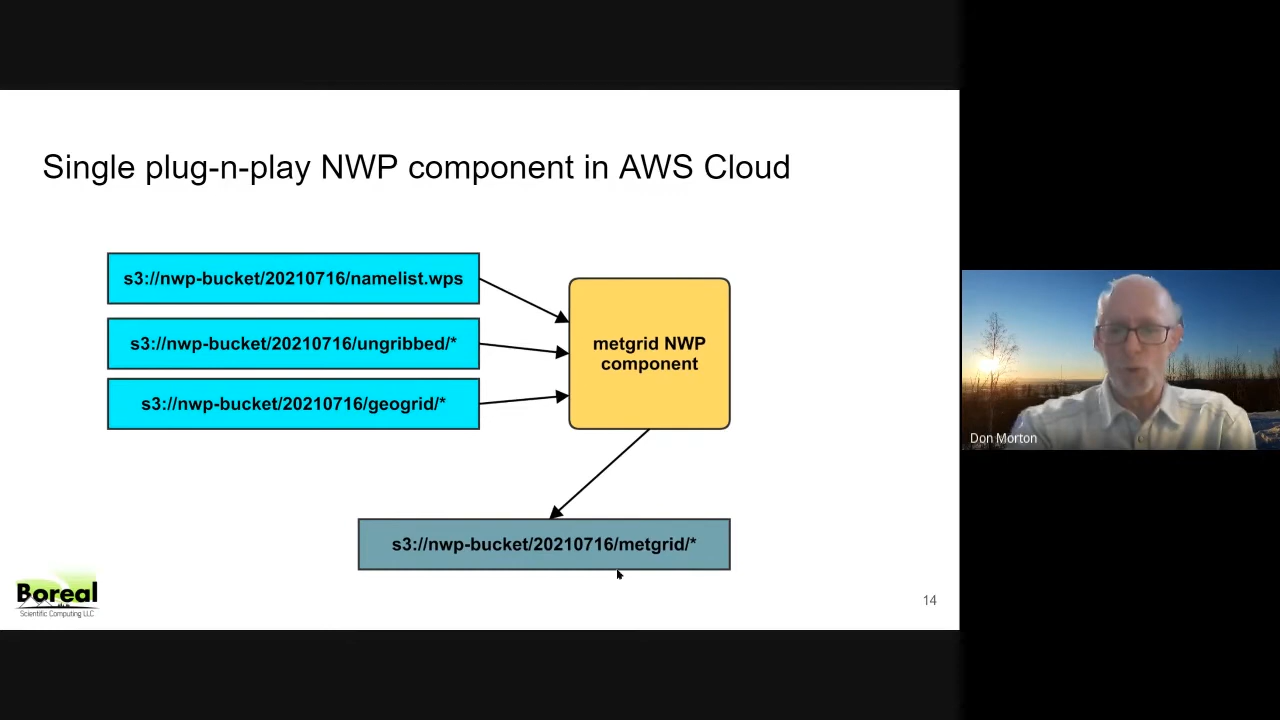 Single plug-n-play NWP component in AWS Cloud
s3://nwp-bucket/20210716/namelist.wps
s3://nwp-bucket/20210716/ungribbed/*
s3://nwp-bucket/20210716/geogrid/*
metgrid NWP
component
s3://nwp-bucket/20210716/metgrid/*
Boreal
Scientific Computing LLC
14
Don Morton